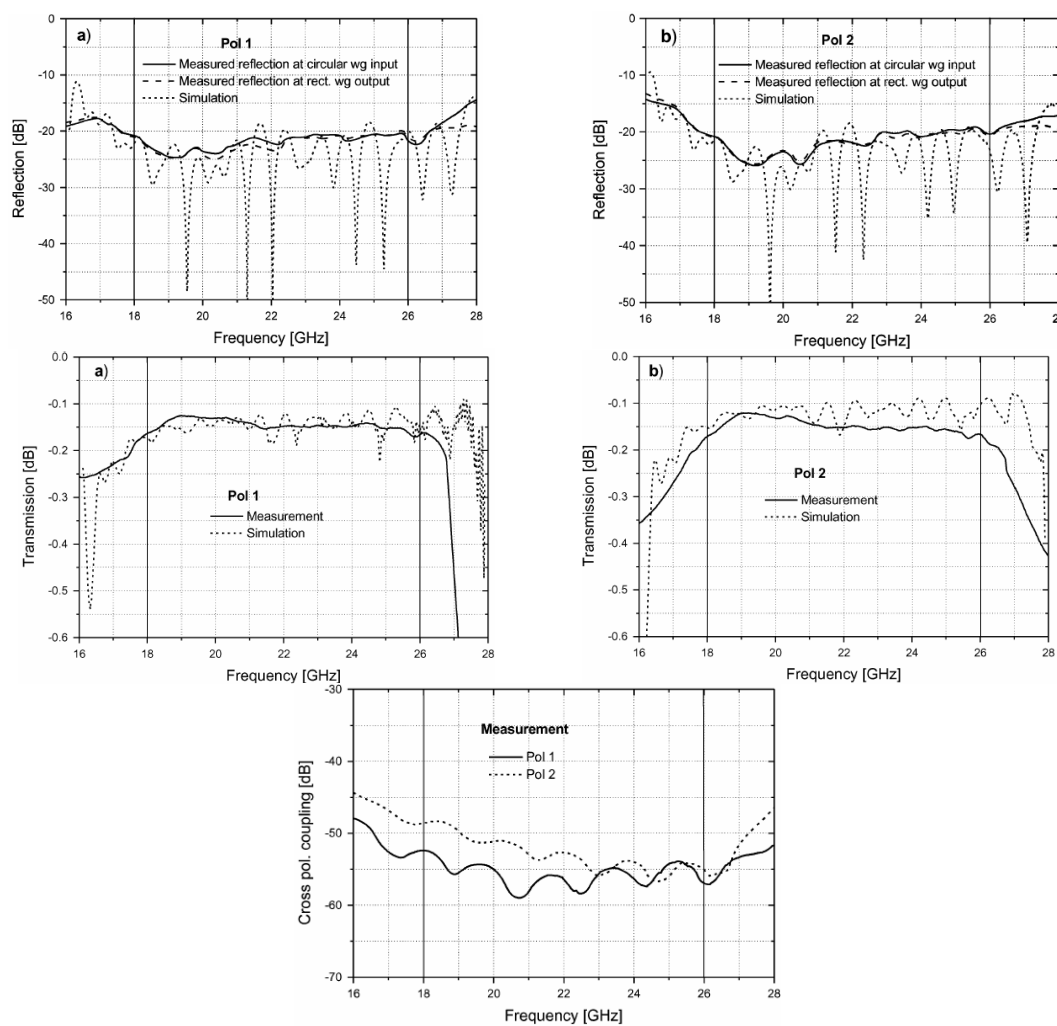 a)
Pol 1
Measured reflection at circular wg input
Measured reflection at rect. wg output
Simulation
Reflection [dB]
0
-10
-20
-30
-40
-50
16 18 20 22 24 26 28
Frequency [GHz]
b)
Pol 2
Measured reflection at circular wg input
Measured reflection at rect. wg output
Simulation
Reflection [dB]
0
-10
-20
-30
-40
-50
16 18 20 22 24 26 2
Frequency [GHz]
a)
Pol 1
Measurement
Simulation
Transmission [dB]
0.0
-0.1
-0.2
-0.3
-0.4
-0.5
-0.6
16 18 20 22 24 26 28
Frequency [GHz]
b)
Pol 2
Measurement
Simulation
Transmission [dB]
0.0
-0.1
-0.2
-0.3
-0.4
-0.5
-0.6
16 18 20 22 24 26 28
Frequency [GHz]
Measurement
Pol 1
Pol 2
Cross pol. coupling [dB]
-30
-40
-50
-60
-70
16 18 20 22 24 26 28
Frequency [GHz]